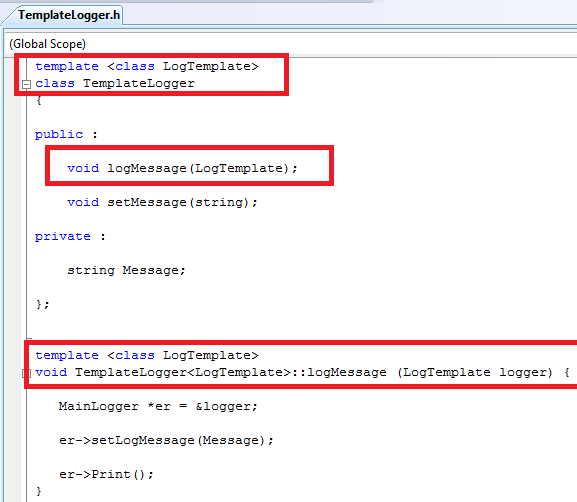 TemplateLogger.h
(Global Scope)
template <class LogTemplate>
class TemplateLogger
{
public :
void logMessage(LogTemplate);
void setMessage(string);
private :
string Message;
};
template <class LogTemplate>
void TemplateLogger<LogTemplate>::logMessage (LogTemplate logger) {
MainLogger *er = &logger;
er->setLogMessage(Message);
er->Print();
}